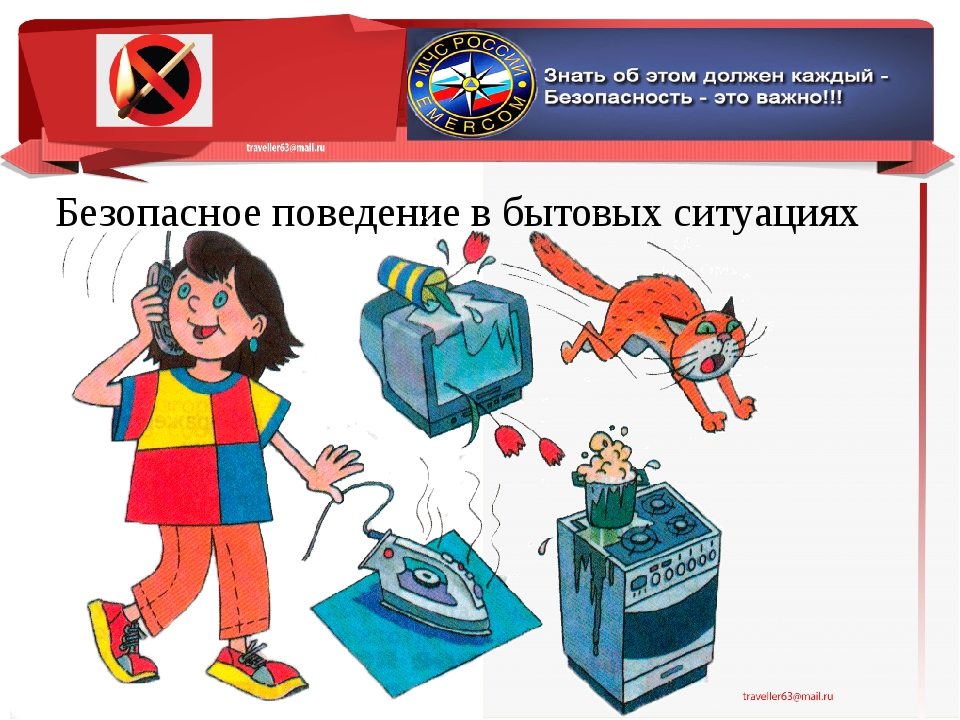 МЧС РОССИИ
EMERCOM
Знать об этом должен каждый -
Безопасность - это важно!!!
traveller63@mail.ru
Безопасное поведение в бытовых ситуациях
traveller63@mail.ru